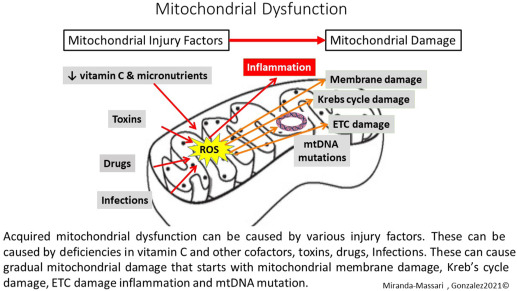 Mitochondrial Dysfunction
Mitochondrial Injury Factors
Mitochondrial Damage
↓ vitamin C & micronutrients
Inflammation
Membrane damage
Krebs cycle damage
Toxins
ETC damage
ROS
mtDNA
mutations
Drugs
Infections
Acquired mitochondrial dysfunction can be caused by various injury factors. These can be
caused by deficiencies in vitamin C and other cofactors, toxins, drugs, Infections. These can cause
gradual mitochondrial damage that starts with mitochondrial membrane damage, Kreb’s cycle
damage, ETC damage inflammation and mtDNA mutation.
Miranda-Massari , Gonzalez2021©